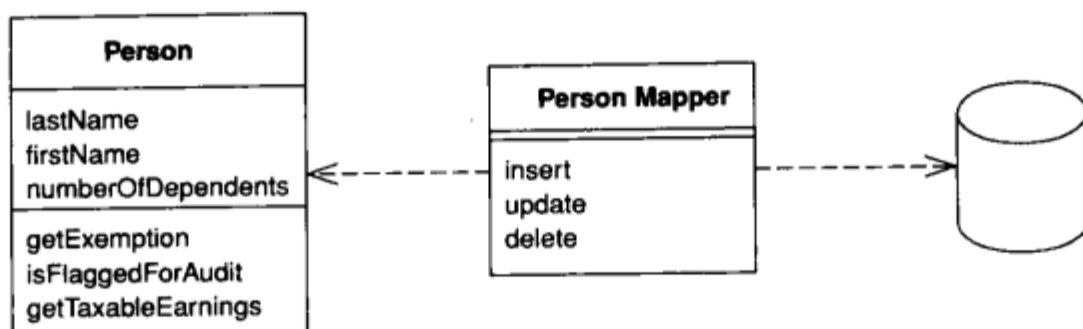 Person
lastName
firstName
numberOfDependents
getExemption
isFlaggedForAudit
getTaxableEarnings
Person Mapper
insert
update
delete